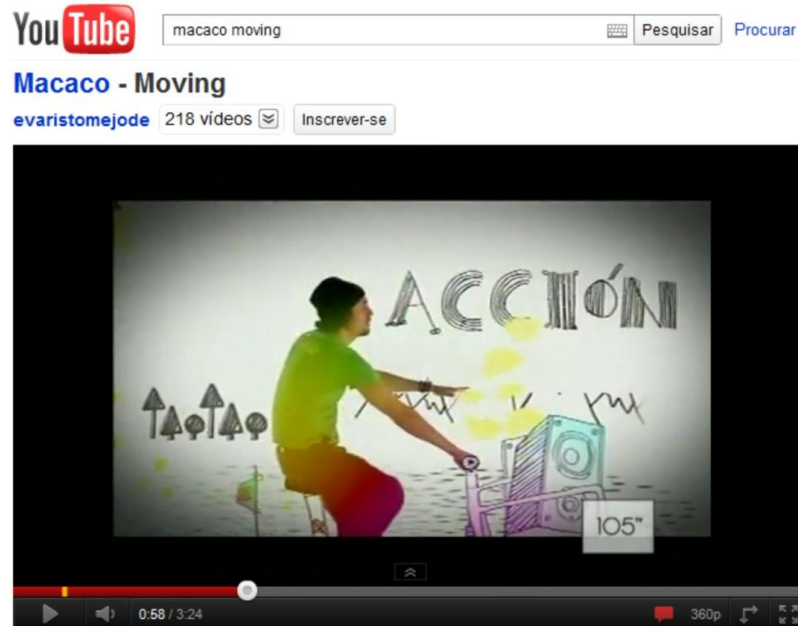 YouTube macaco moving Pesquisar Procurar
Macaco - Moving
evaristomejode 218 vídeos Inscrever-se
ACCIÓN
105"
0:58 / 3:24 360p